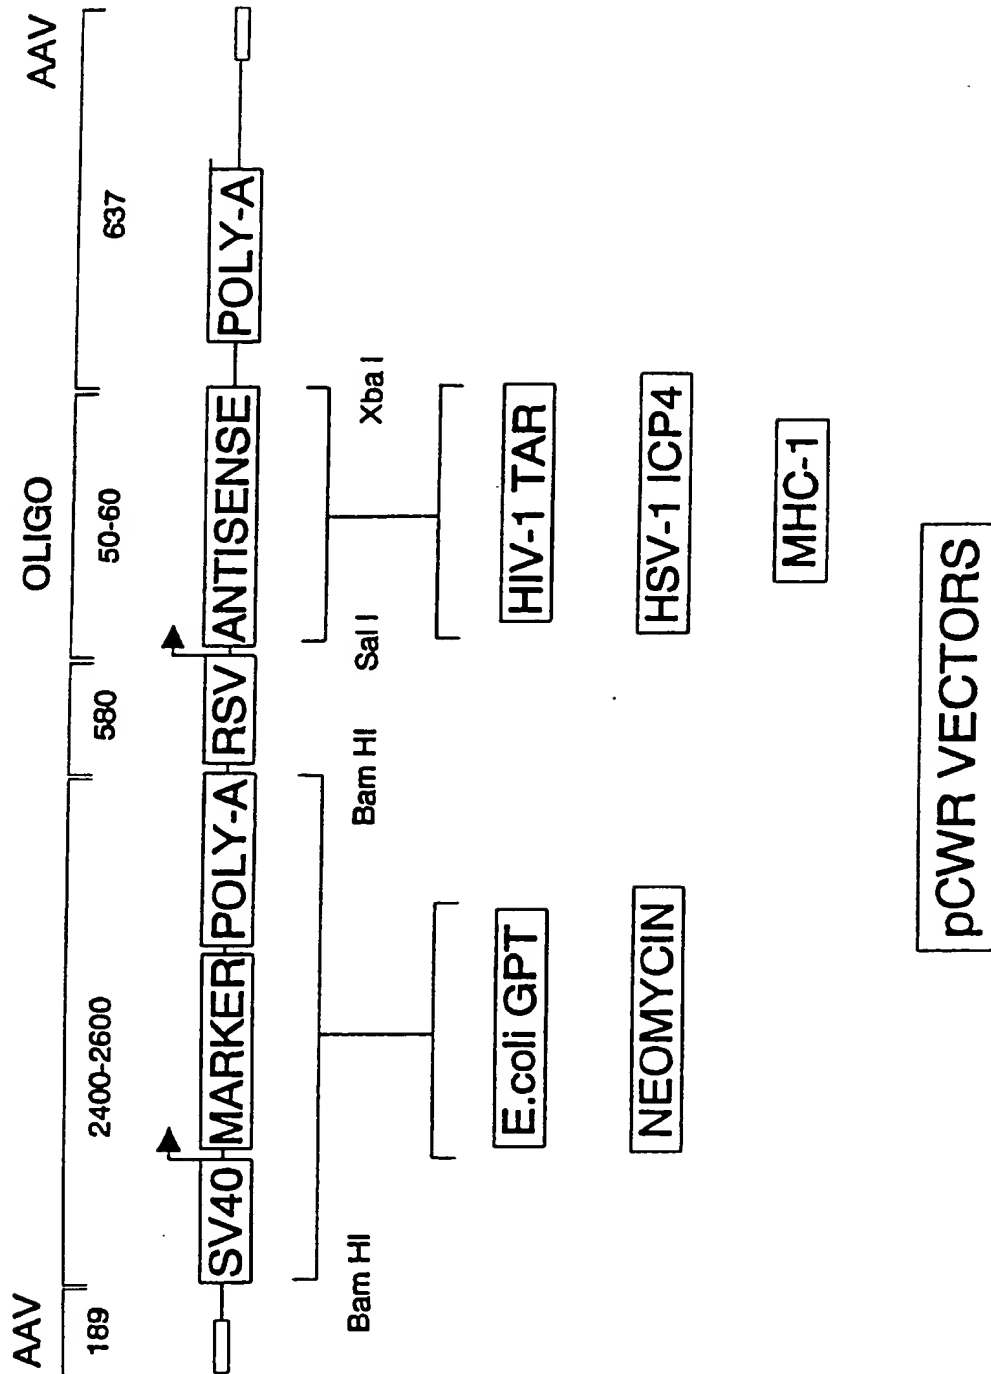 AAV OLIGO AAV
189 2400-2600 580 50-60 637
SV40 MARKER POLY-A RSV ANTISENSE POLY-A
Bam HI Bam HI Sal I Xba I
E.coli GPT HIV-1 TAR
NEOMYCIN HSV-1 ICP4
MHC-1
pCWR VECTORS